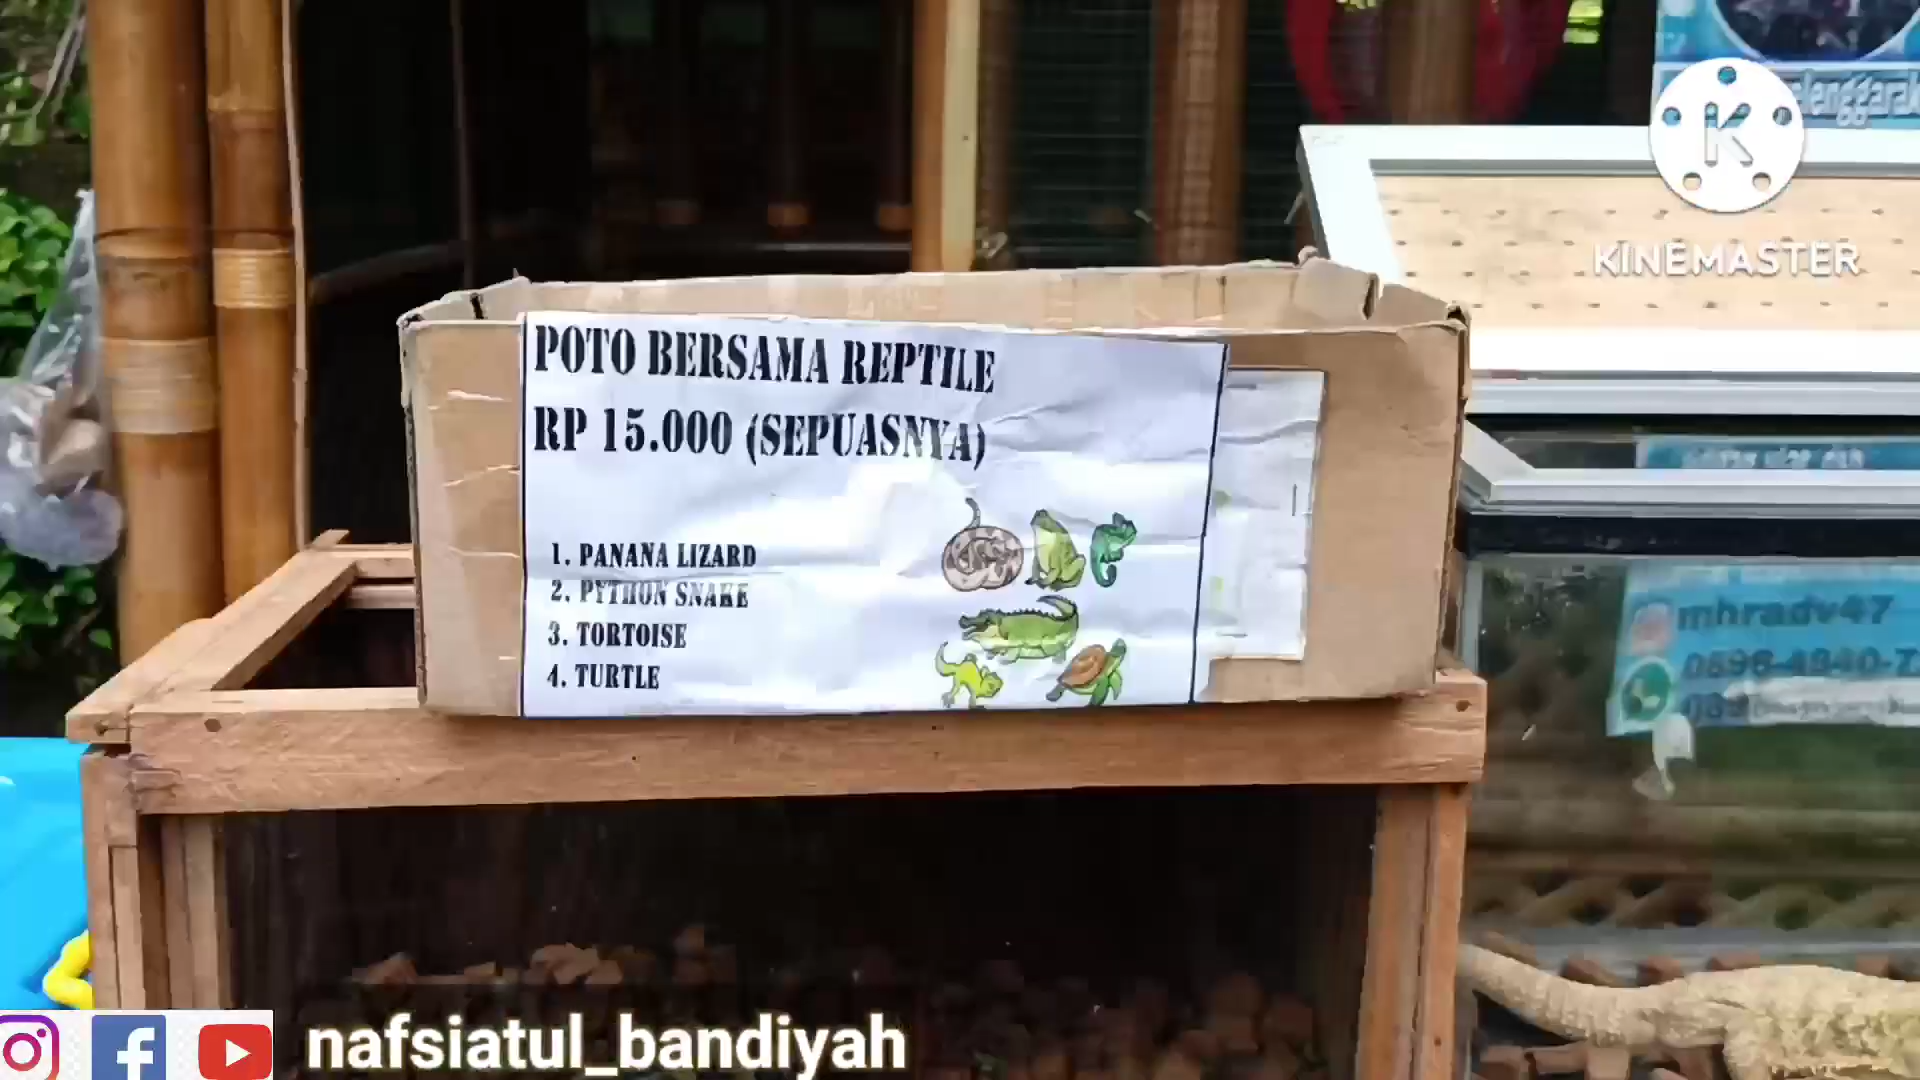 POTO BERSAMA REPTILE
RP 15.000 (SEPUASNYA)
1. PANANA LIZARD
2. PYTHON SNAKE
3. TORTOISE
4. TURTLE
K
KINEMASTER
mhradv47
nafsiatul_bandiyah